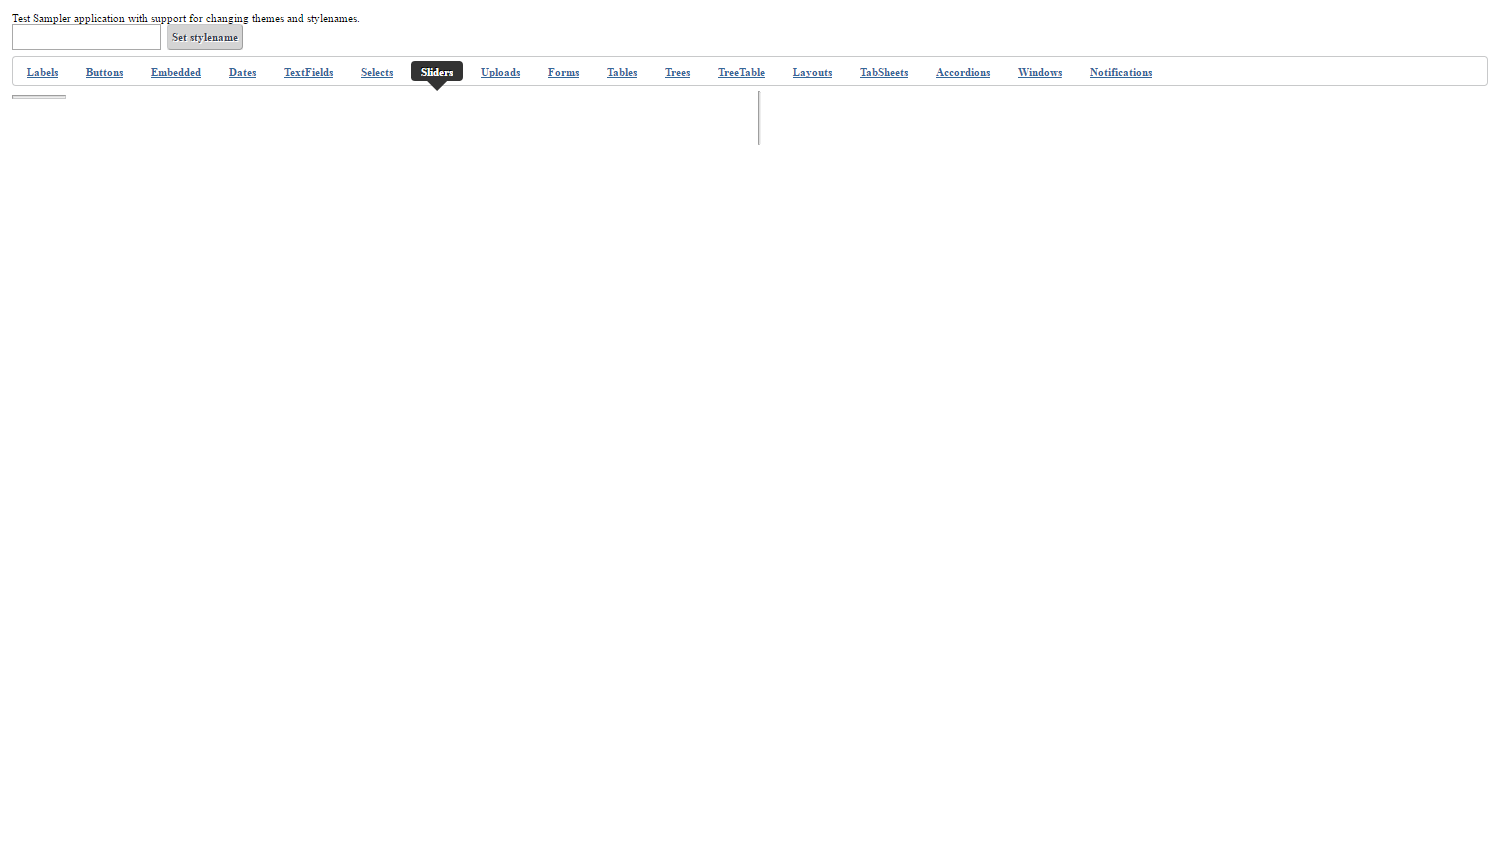 Test Sampler application with support for changing themes and stylenames.
Set stylename
Labels Buttons Embedded Dates TextFields Selects Sliders Uploads Forms Tables Trees TreeTable Layouts TabSheets Accordions Windows Notifications